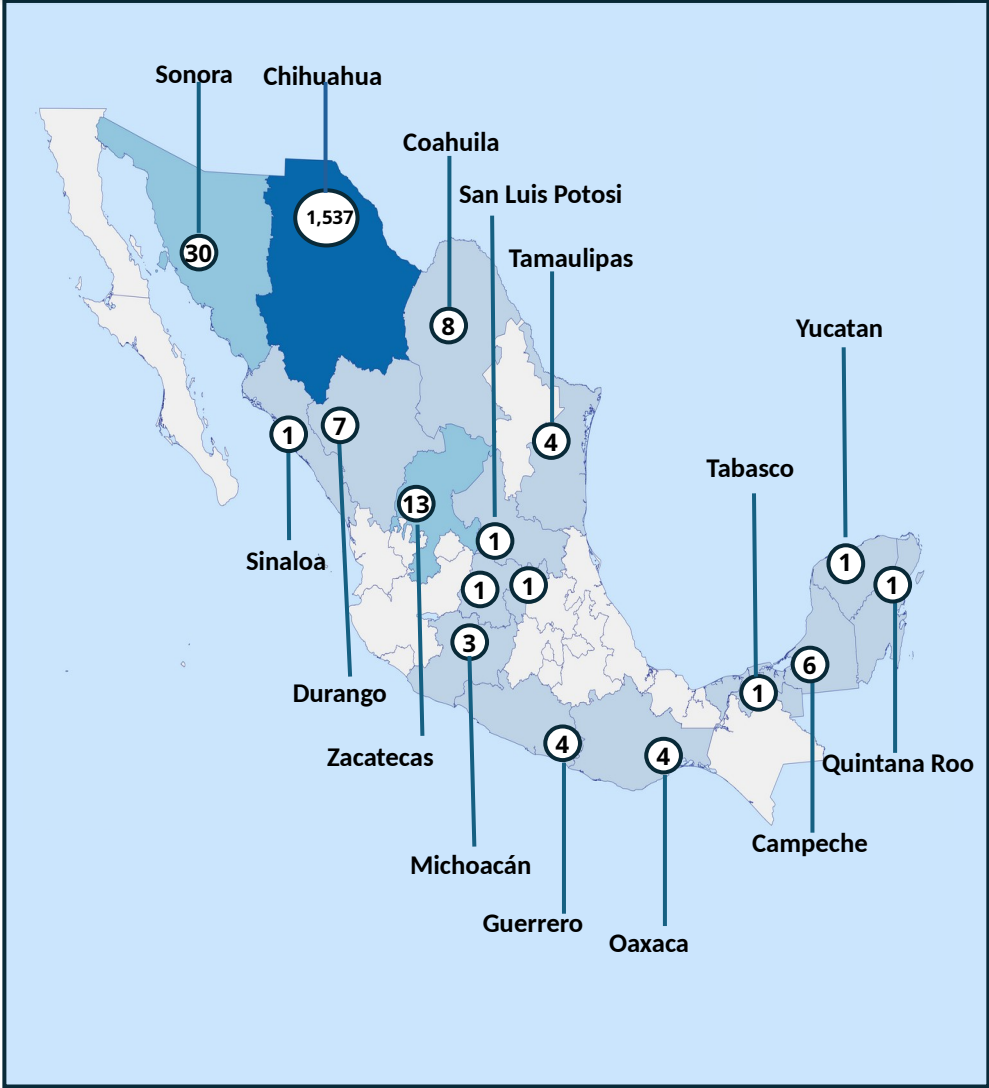 Sonora
Chihuahua
Coahuila
San Luis Potosi
1,537
30
Tamaulipas
8
Yucatan
7
1
4
Tabasco
13
1
Sinaloa
1
1
1
1
3
6
Durango
1
4
4
Zacatecas
Quintana Roo
Campeche
Michoacán
Guerrero
Oaxaca